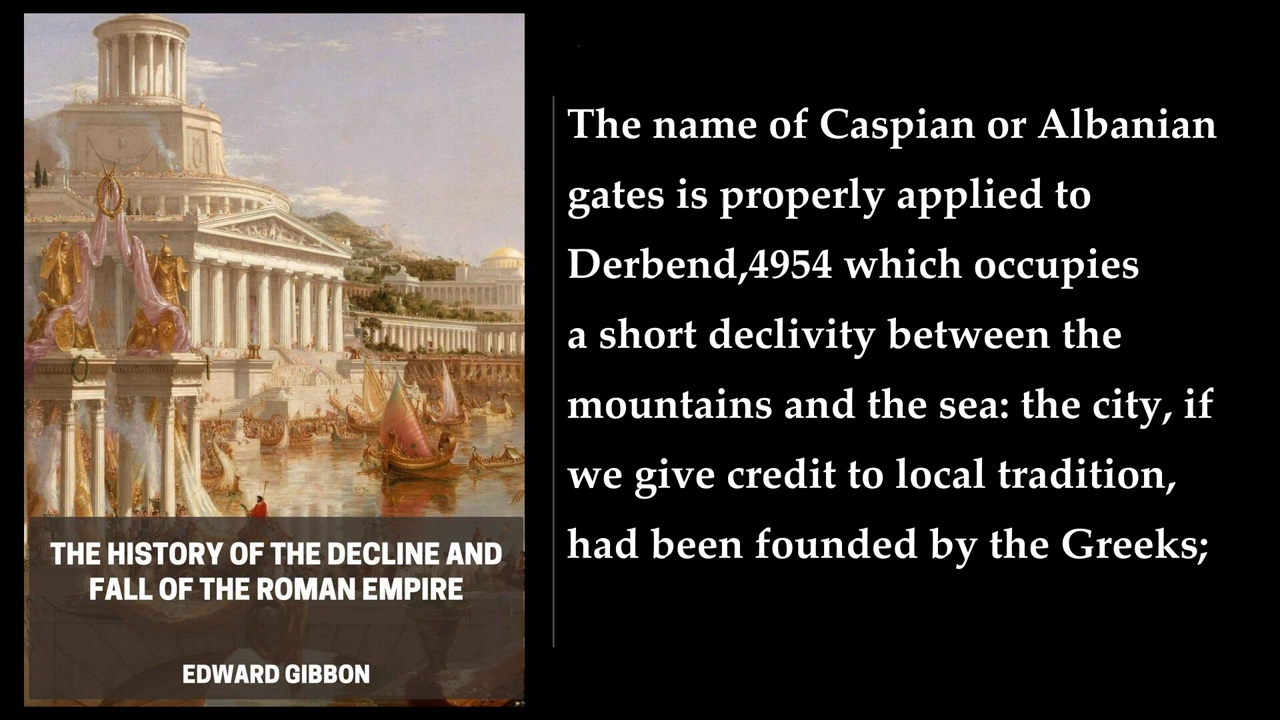 THE HISTORY OF THE DECLINE AND
FALL OF THE ROMAN EMPIRE
EDWARD GIBBON
The name of Caspian or Albanian
gates is properly applied to
Derbend,4954 which occupies
a short declivity between the
mountains and the sea: the city, if
we give credit to local tradition,
had been founded by the Greeks;